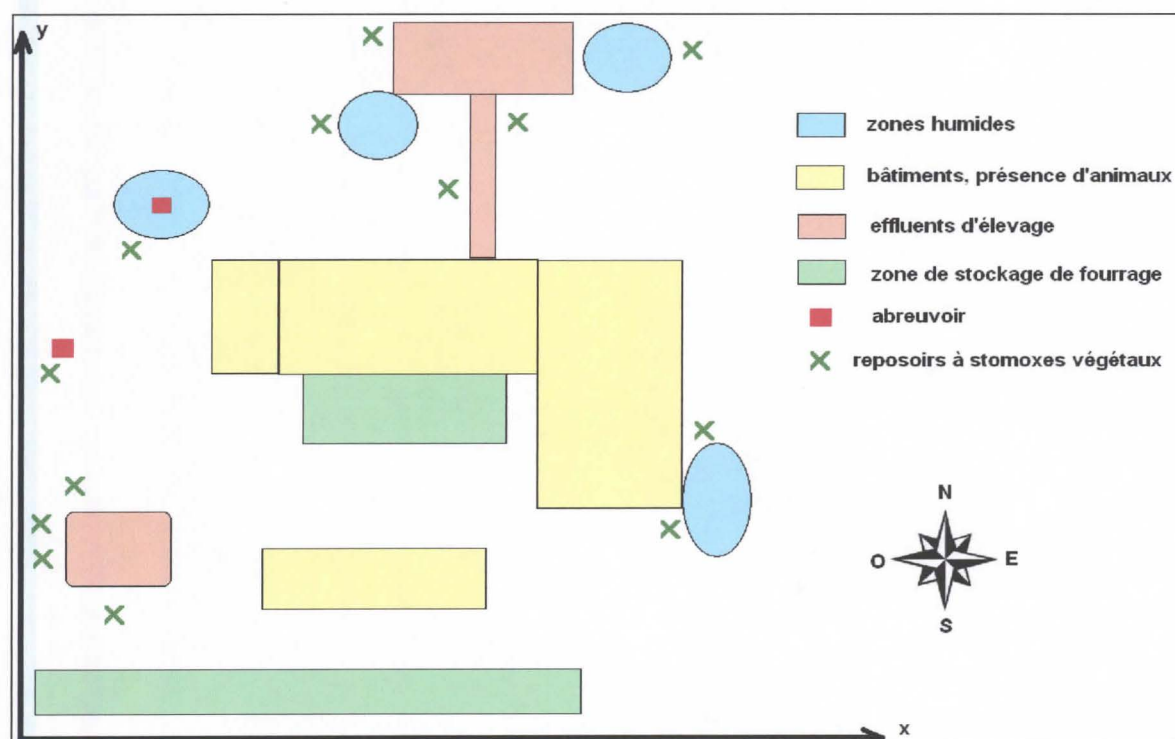 y
zones humides
bâtiments, présence d'animaux
effluents d'élevage
zone de stockage de fourrage
abreuvoir
reposoirs à stomoxes végétaux
N
O
E
S
x